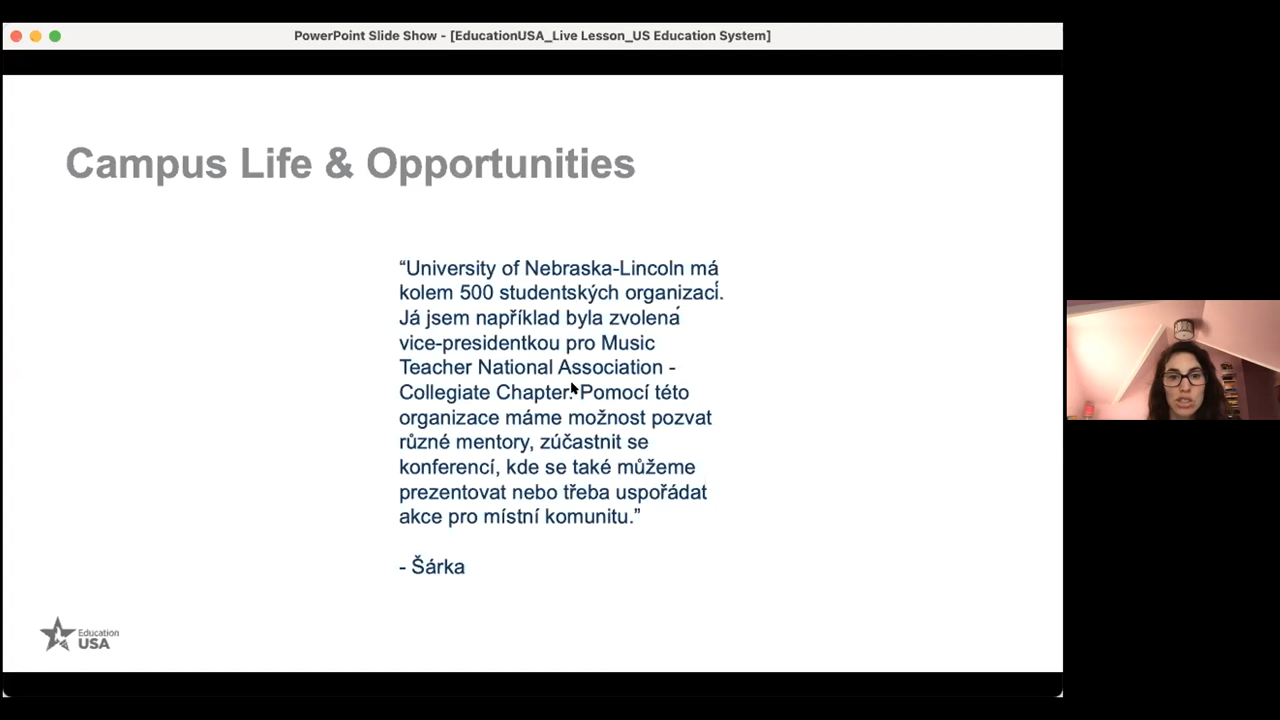 PowerPoint Slide Show - [EducationUSA_Live Lesson_US Education System]
Campus Life & Opportunities
“University of Nebraska-Lincoln má
kolem 500 studentských organizací.
Já jsem například byla zvolená
vice-presidentkou pro Music
Teacher National Association -
Collegiate Chapter. Pomocí této
organizace máme možnost pozvat
různé mentory, zúčastnit se
konferencí, kde se také můžeme
prezentovat nebo třeba uspořádat
akce pro místní komunitu.”
- Šárka
Education
USA